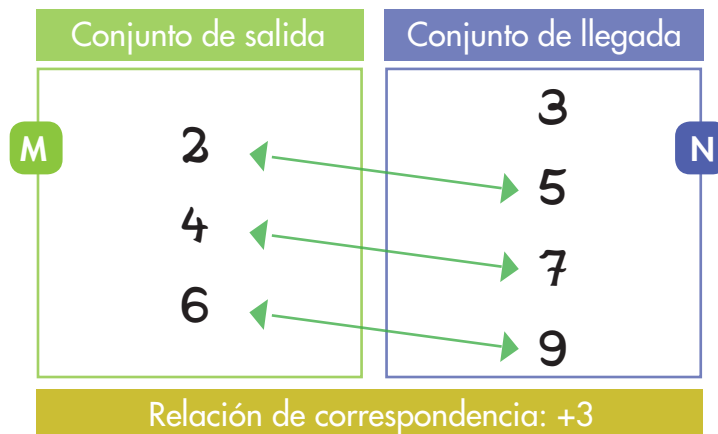 Conjunto de salida
Conjunto de llegada
M
2
4
6
3
5
7
9
N
Relación de correspondencia: +3